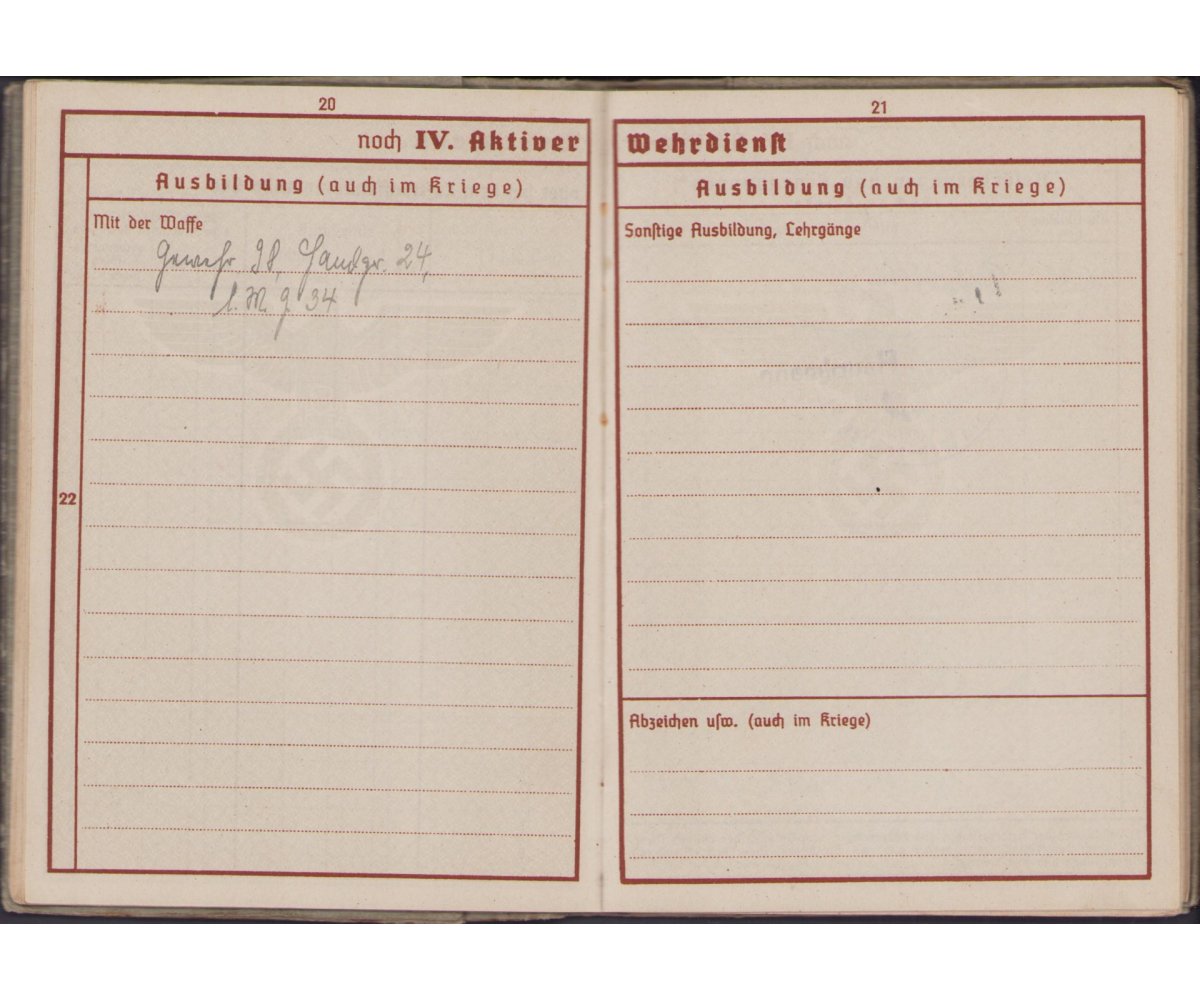 20
noch IV. Aktiver
Ausbildung (auch im Kriege)
Mit der Waffe
Gewehr 98, Handgr. 24,
l. M. g. 34
22
21
Wehrdienst
Ausbildung (auch im Kriege)
Sonstige Ausbildung, Lehrgänge
Abzeichen usw. (auch im Kriege)